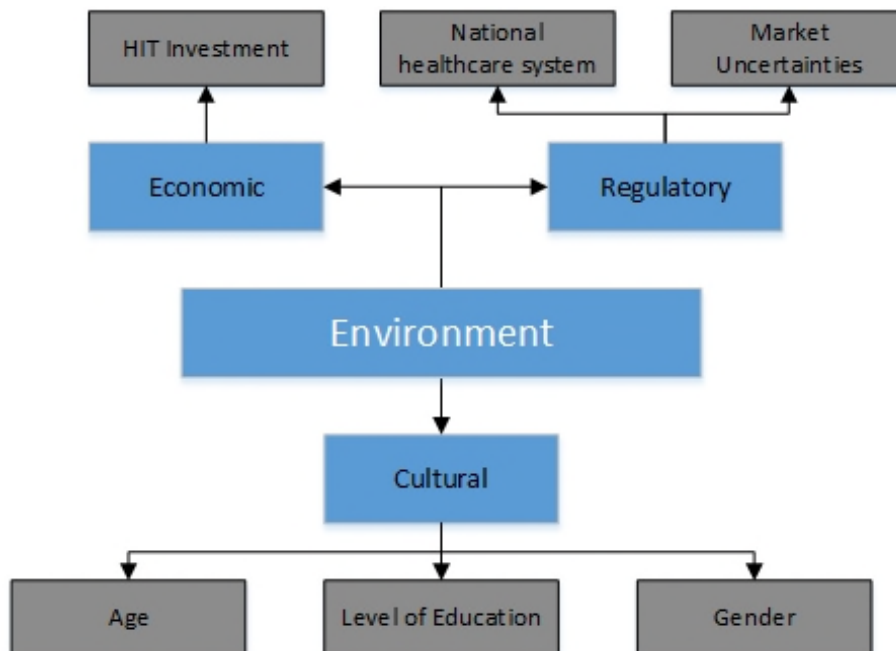 HIT Investment
National
healthcare system
Market
Uncertainties
Economic
Regulatory
Environment
Cultural
Age
Level of Education
Gender